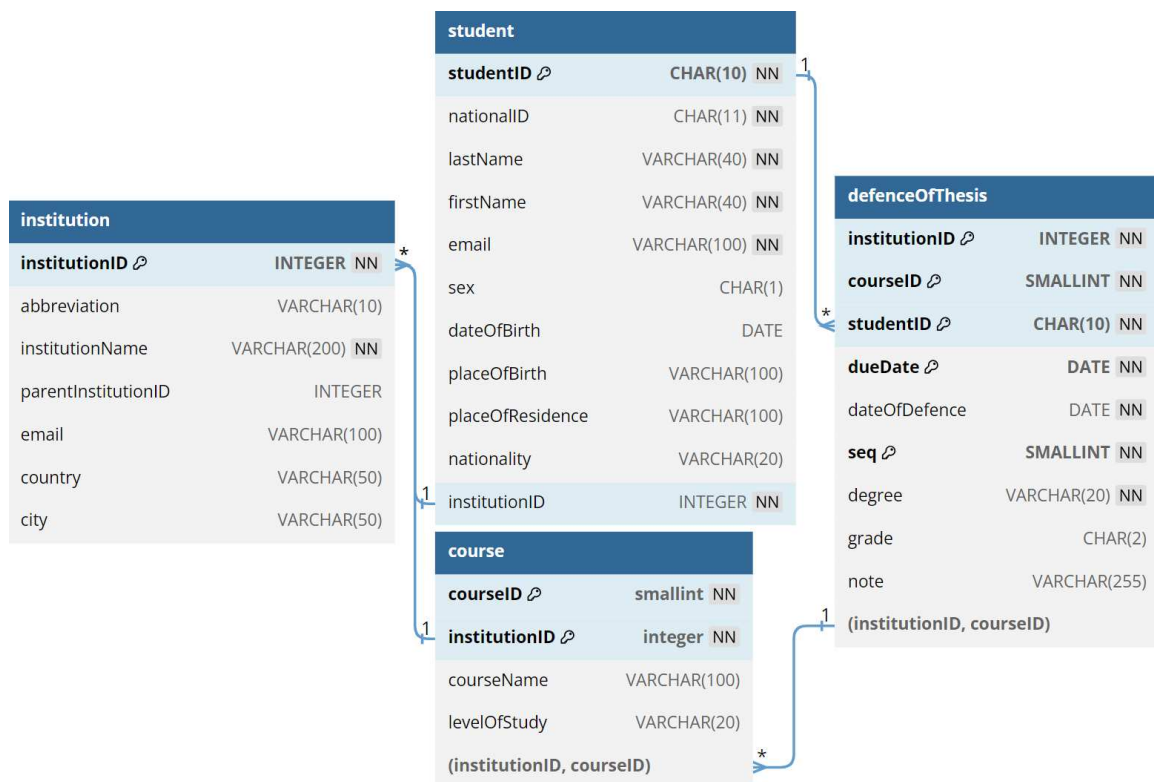 institution
institutionID INTEGER NN
abbreviation VARCHAR(10)
institutionName VARCHAR(200) NN
parentInstitutionID INTEGER
email VARCHAR(100)
country VARCHAR(50)
city VARCHAR(50)
*
1
1
student
studentID CHAR(10) NN
nationalID CHAR(11) NN
lastName VARCHAR(40) NN
firstName VARCHAR(40) NN
email VARCHAR(100) NN
sex CHAR(1)
dateOfBirth DATE
placeOfBirth VARCHAR(100)
placeOfResidence VARCHAR(100)
nationality VARCHAR(20)
institutionID INTEGER NN
course
courseID smallint NN
institutionID integer NN
courseName VARCHAR(100)
levelOfStudy VARCHAR(20)
(institutionID, courseID)
1
*
1
*
defenceOfThesis
institutionID INTEGER NN
courseID SMALLINT NN
studentID CHAR(10) NN
dueDate DATE NN
dateOfDefence DATE NN
seq SMALLINT NN
degree VARCHAR(20) NN
grade CHAR(2)
note VARCHAR(255)
(institutionID, courseID)